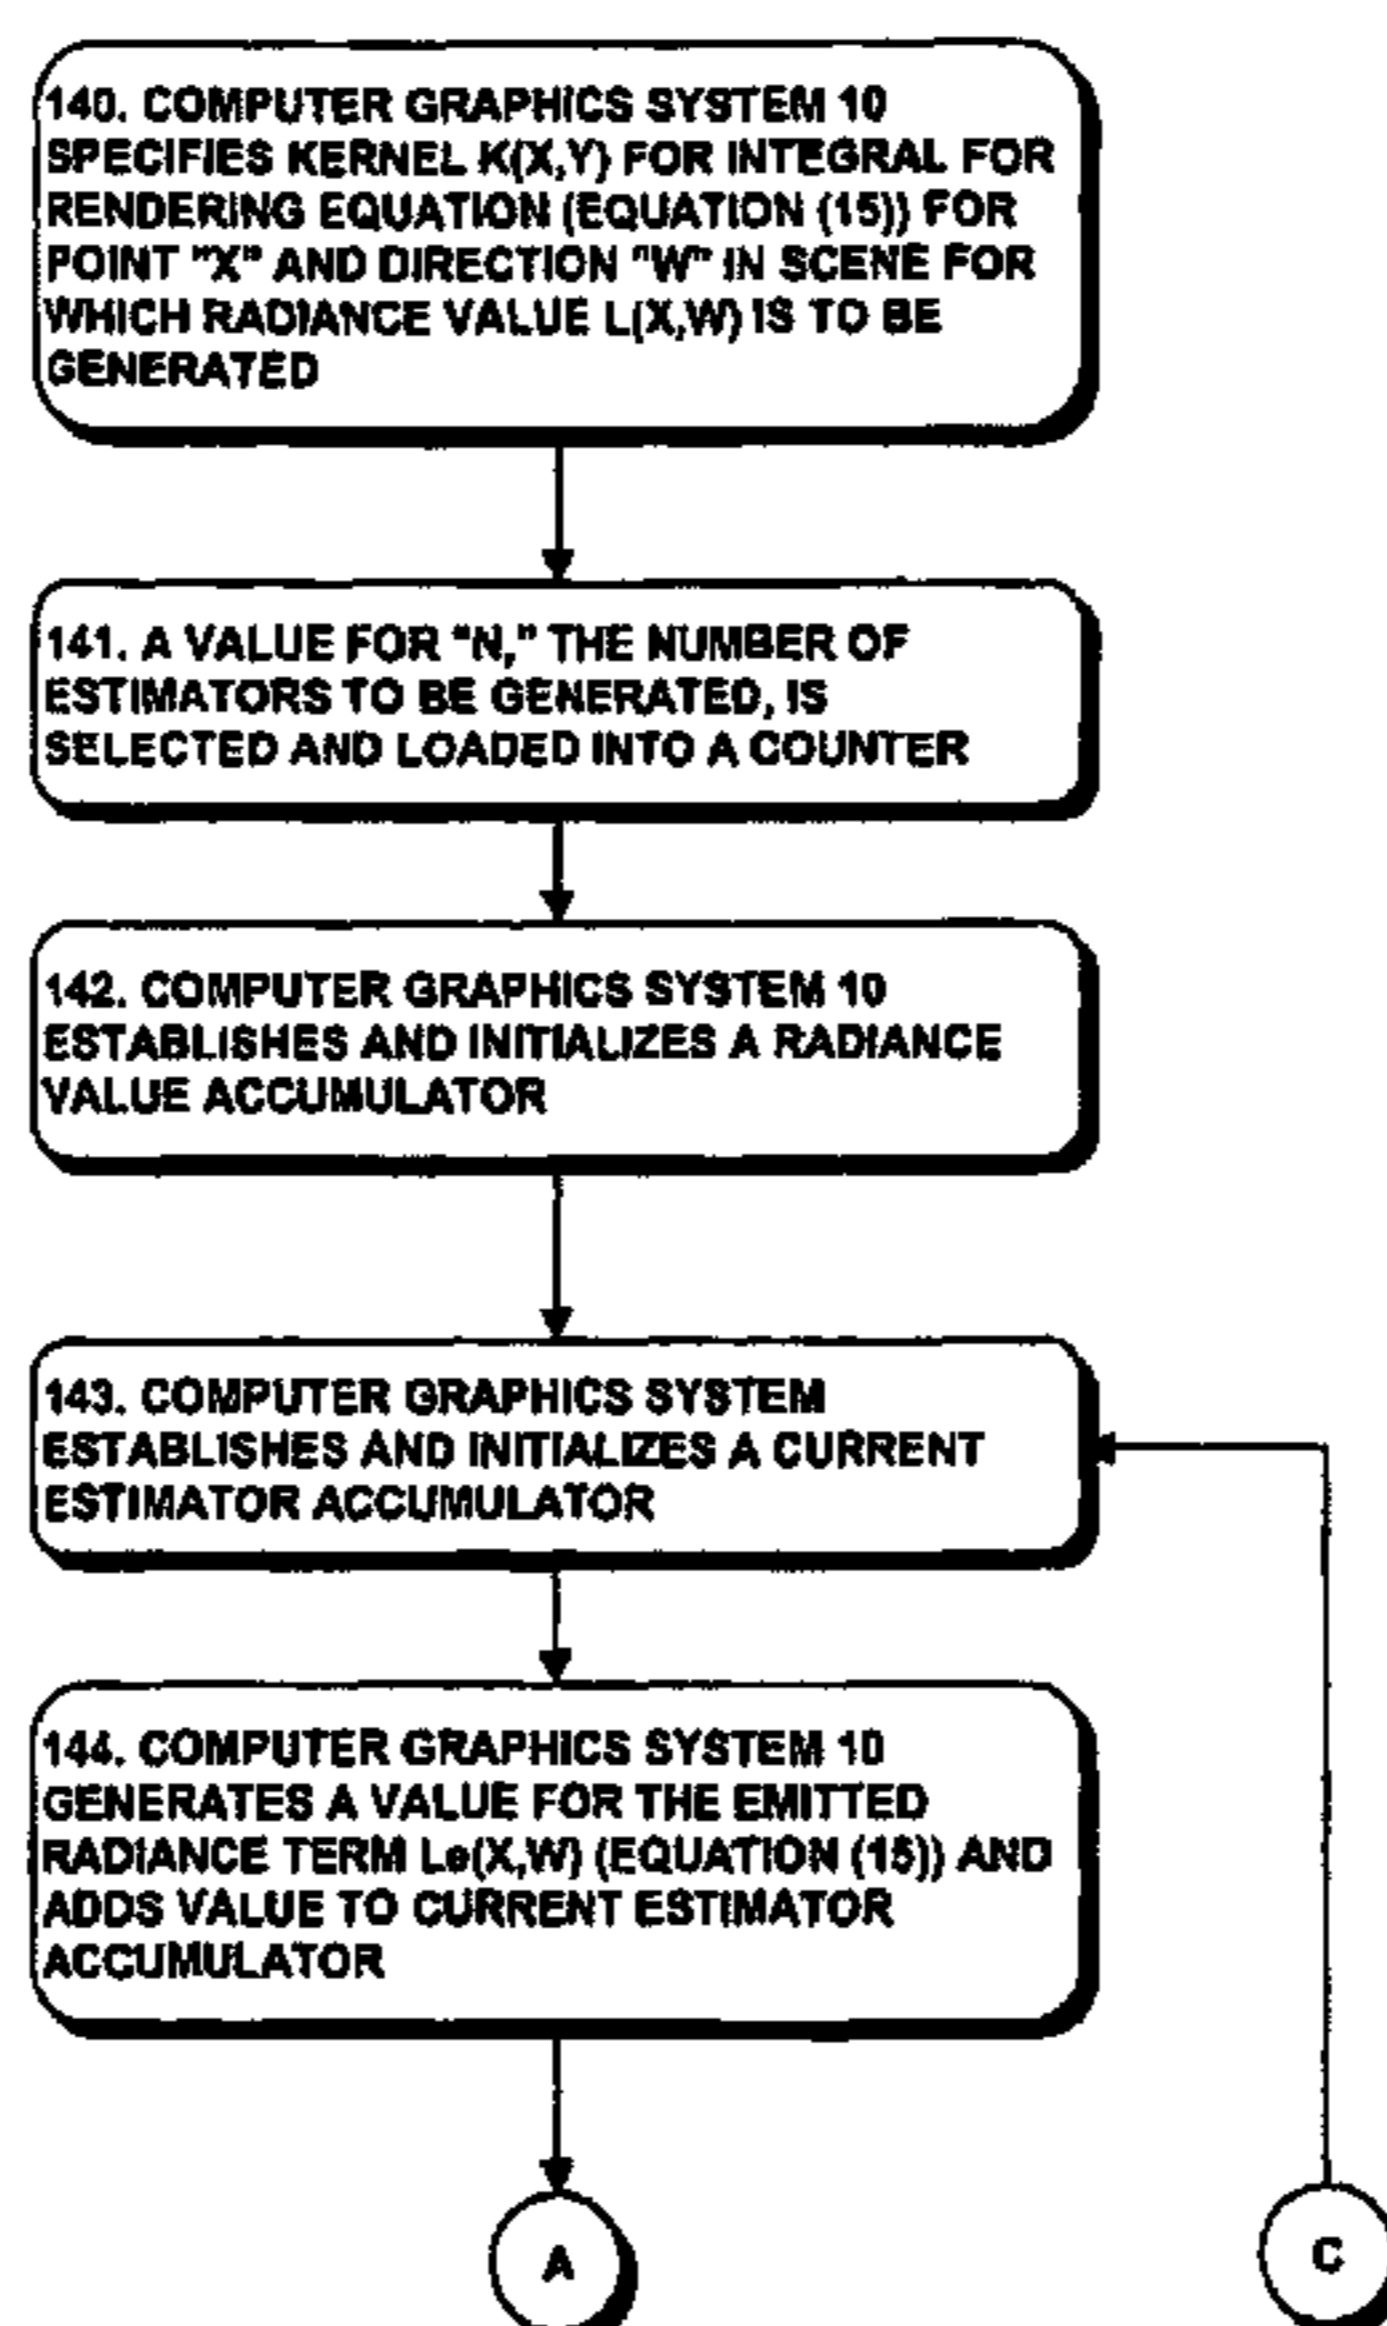 140. COMPUTER GRAPHICS SYSTEM 10
SPECIFIES KERNEL K(X,Y) FOR INTEGRAL FOR
RENDERING EQUATION (EQUATION (15)) FOR
POINT "X" AND DIRECTION "W" IN SCENE FOR
WHICH RADIANCE VALUE L(X,W) IS TO BE
GENERATED
141. A VALUE FOR "N," THE NUMBER OF
ESTIMATORS TO BE GENERATED, IS
SELECTED AND LOADED INTO A COUNTER
142. COMPUTER GRAPHICS SYSTEM 10
ESTABLISHES AND INITIALIZES A RADIANCE
VALUE ACCUMULATOR
143. COMPUTER GRAPHICS SYSTEM
ESTABLISHES AND INITIALIZES A CURRENT
ESTIMATOR ACCUMULATOR
144. COMPUTER GRAPHICS SYSTEM 10
GENERATES A VALUE FOR THE EMITTED
RADIANCE TERM Le(X,W) (EQUATION (15)) AND
ADDS VALUE TO CURRENT ESTIMATOR
ACCUMULATOR
A
C